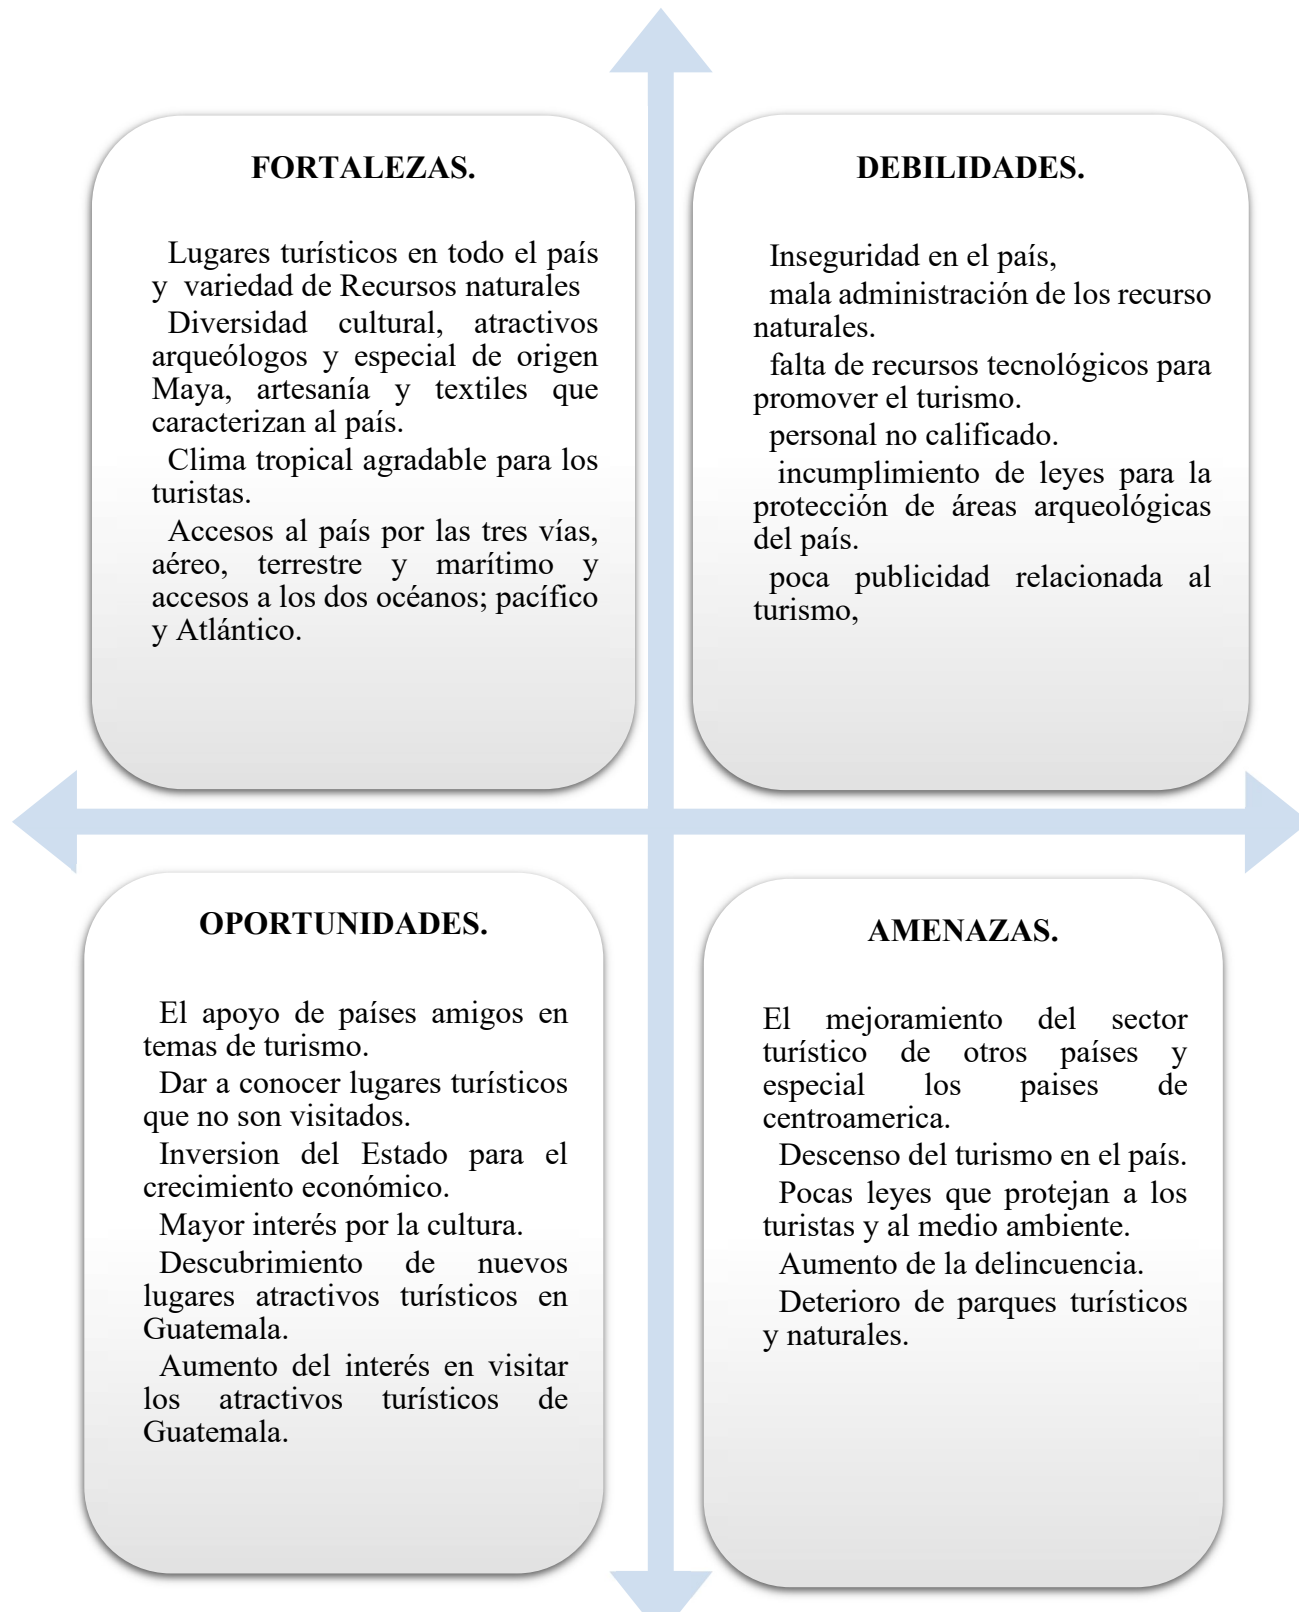 FORTALEZAS.
Lugares turísticos en todo el país
y variedad de Recursos naturales
Diversidad cultural, atractivos
arqueólogos y especial de origen
Maya, artesanía y textiles que
caracterizan al país.
Clima tropical agradable para los
turistas.
Accesos al país por las tres vías,
aéreo, terrestre y marítimo y
accesos a los dos océanos; pacífico
y Atlántico.
DEBILIDADES.
Inseguridad en el país,
mala administración de los recurso
naturales.
falta de recursos tecnológicos para
promover el turismo.
personal no calificado.
incumplimiento de leyes para la
protección de áreas arqueológicas
del país.
poca publicidad relacionada al
turismo,
OPORTUNIDADES.
El apoyo de países amigos en
temas de turismo.
Dar a conocer lugares turísticos
que no son visitados.
Inversion del Estado para el
crecimiento económico.
Mayor interés por la cultura.
Descubrimiento de nuevos
lugares atractivos turísticos en
Guatemala.
Aumento del interés en visitar
los atractivos turísticos de
Guatemala.
AMENAZAS.
El mejoramiento del sector
turístico de otros países y
especial los paises de
centroamerica.
Descenso del turismo en el país.
Pocas leyes que protejan a los
turistas y al medio ambiente.
Aumento de la delincuencia.
Deterioro de parques turísticos
y naturales.